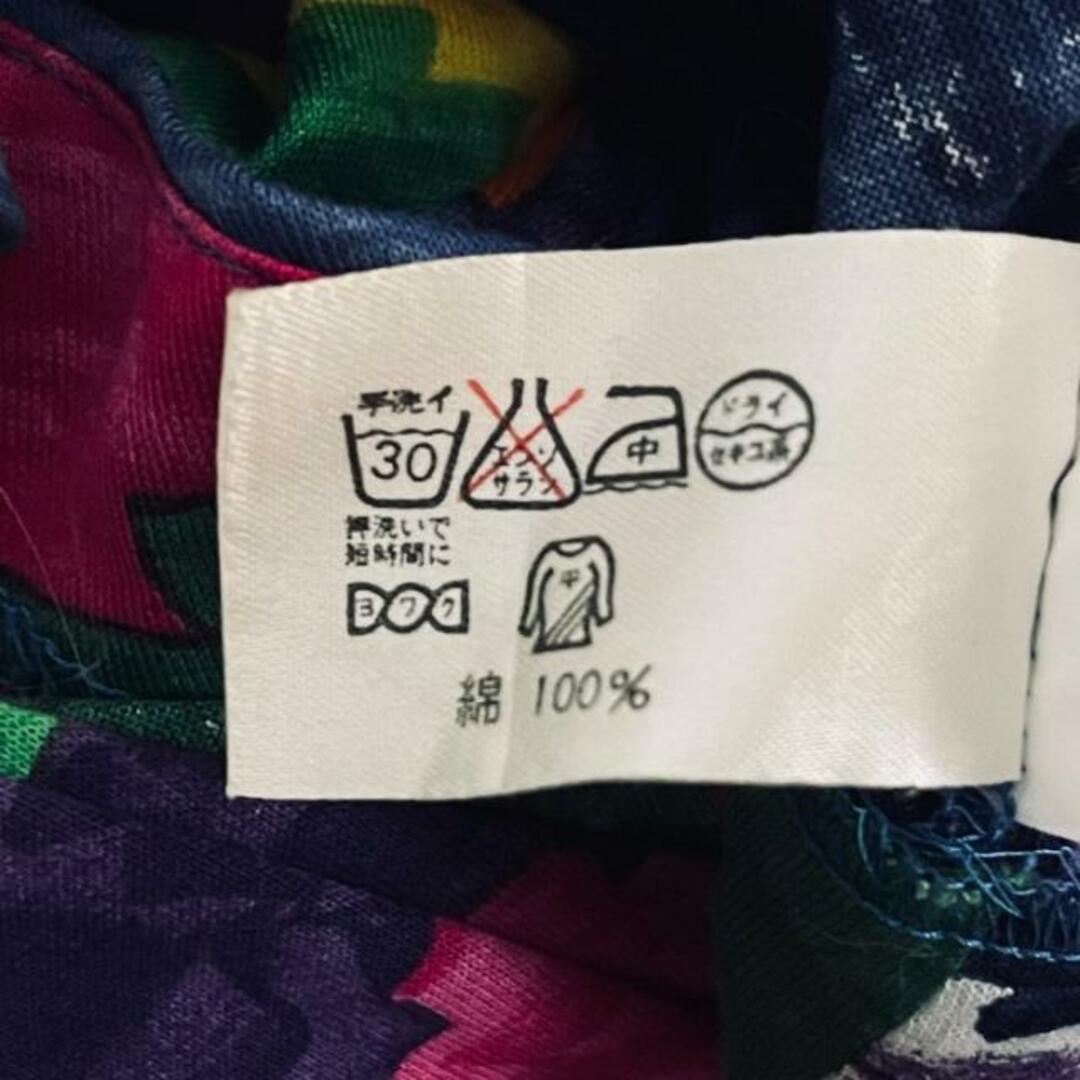 手洗イ
30
エンソ
サラシ
中
ドライ
セキユ系
押洗いで
短時間に
ヨワク
平
綿 100%